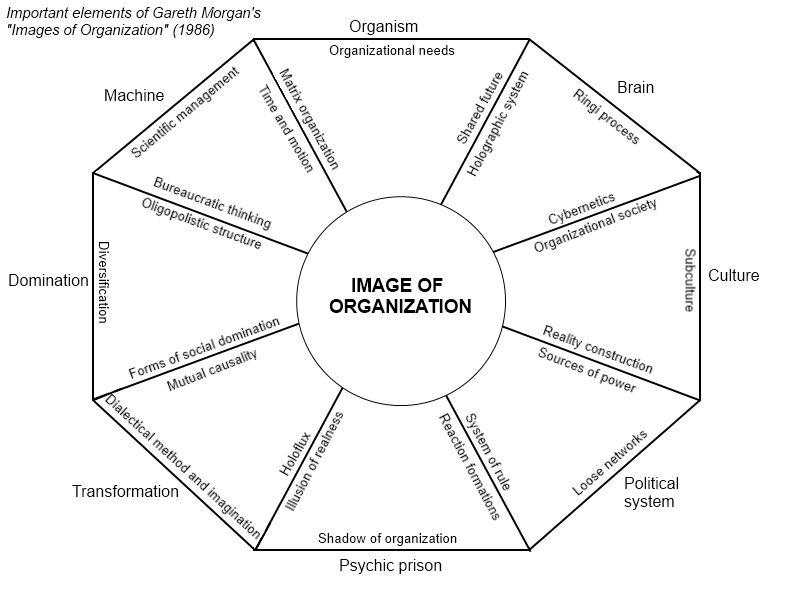 Important elements of Gareth Morgan's
"Images of Organization" (1986)
Organism
Organizational needs
Machine
Scientific management
Matrix organization
Time and motion
Shared future
Holographic system
Brain
Ringi process
Bureaucratic thinking
Oligopolistic structure
Cybernetics
Organizational society
Domination
Diversification
IMAGE OF
ORGANIZATION
Subculture
Culture
Forms of social domination
Mutual causality
Reality construction
Sources of power
Transformation
Dialectical method and imagination
Holoflux
Illusion of realness
System of rule
Reaction formations
Loose networks
Political
system
Shadow of organization
Psychic prison